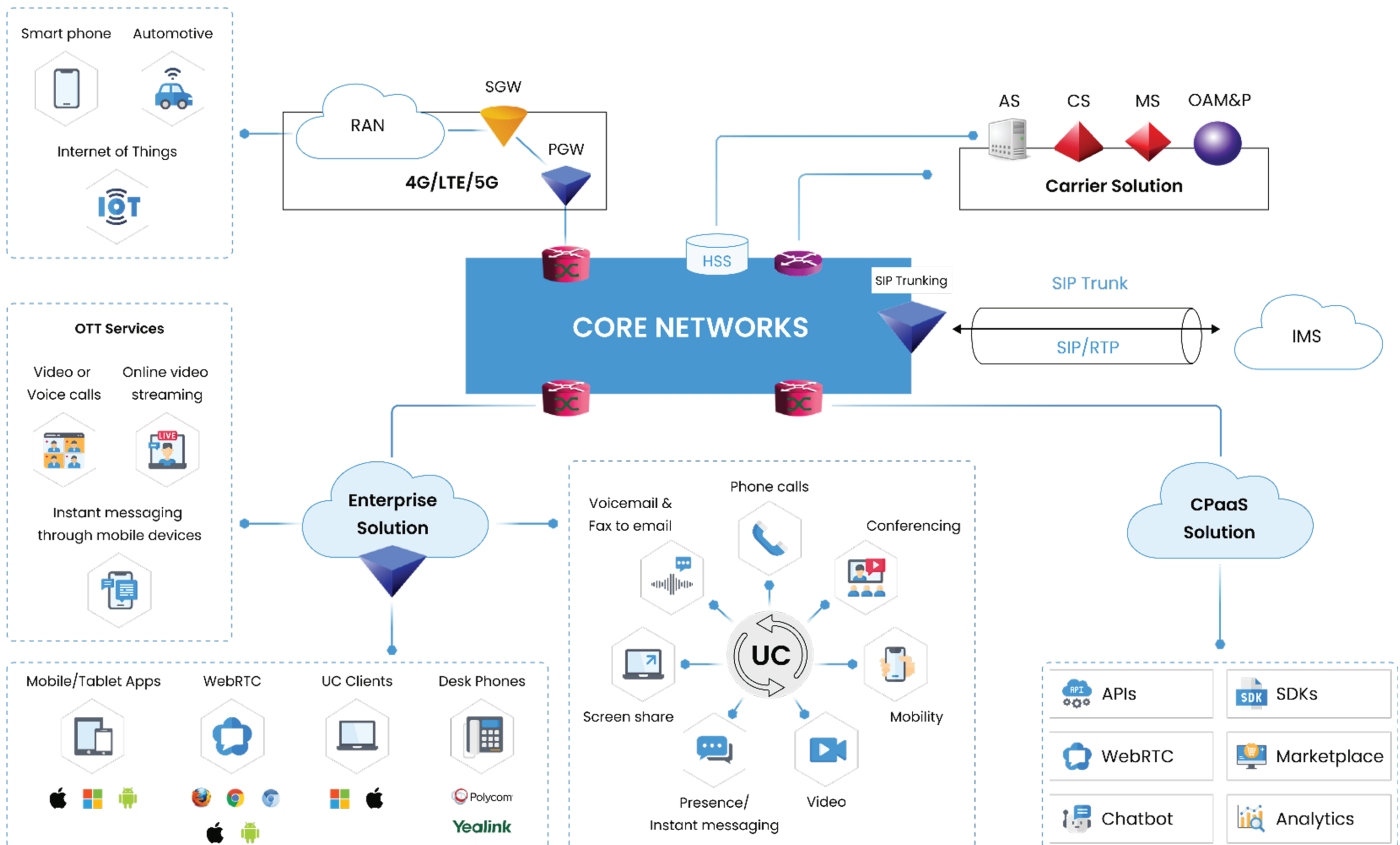 Smart phone
Automotive
Internet of Things
RAN
SGW
PGW
4G/LTE/5G
AS
CS
MS
OAM&P
Carrier Solution
HSS
SIP Trunking
CORE NETWORKS
SIP Trunk
SIP/RTP
IMS
OTT Services
Video or
Voice calls
Online video
streaming
LIVE
Instant messaging
through mobile devices
Enterprise
Solution
Voicemail &
Fax to email
Phone calls
Conferencing
UC
Screen share
Mobility
Presence/
Instant messaging
Video
CPaaS
Solution
Mobile/Tablet Apps
WebRTC
UC Clients
Desk Phones
Polycom
Yealink
API
APIs
SDK
SDKs
WebRTC
Marketplace
Chatbot
Analytics
IoT